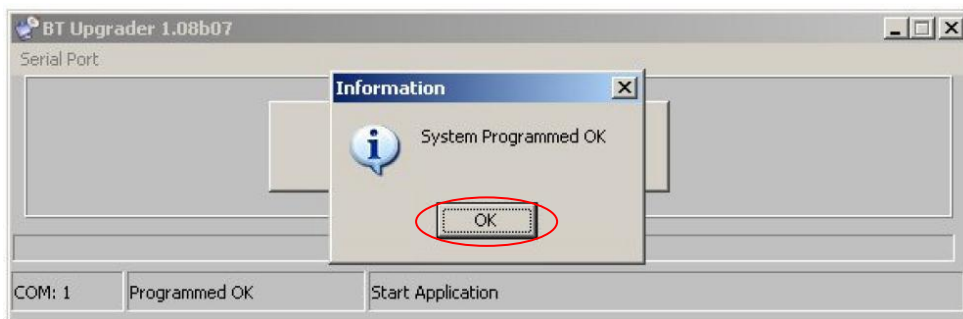 BT Upgrader 1.08b07
Serial Port
Information
System Programmed OK
OK
COM: 1 Programmed OK Start Application